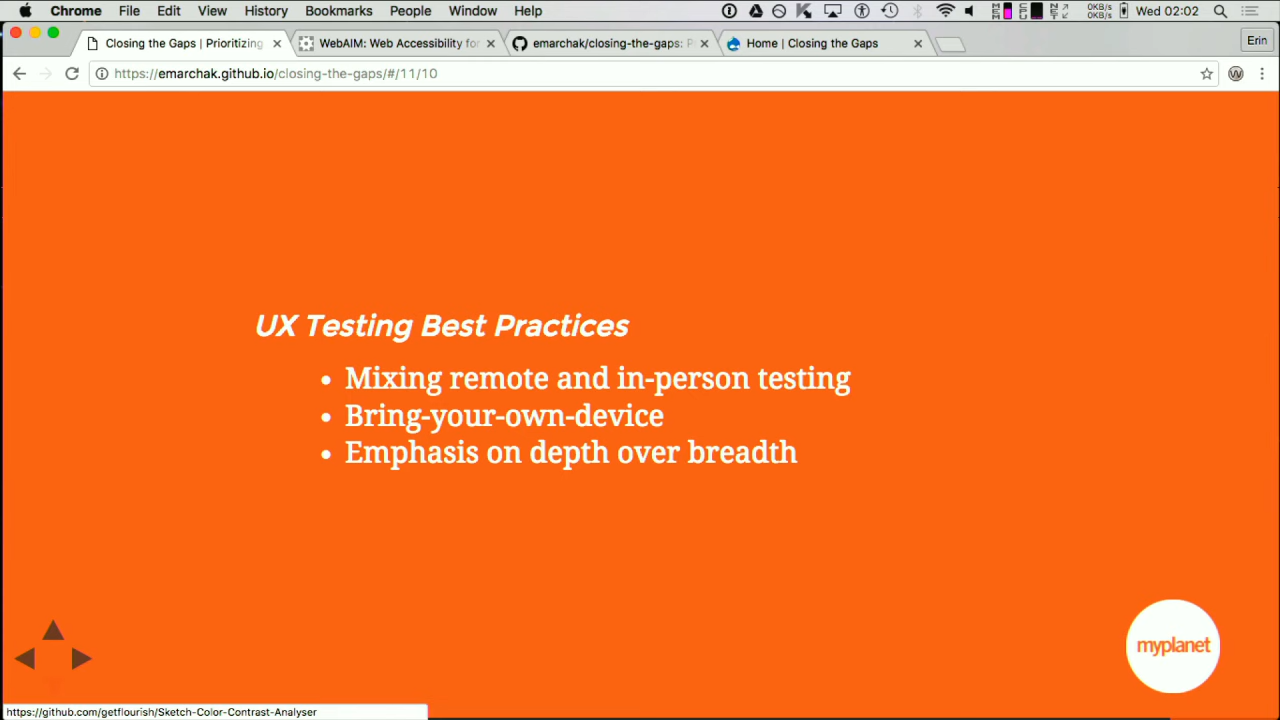 Chrome File Edit View History Bookmarks People Window Help 0KB/s 0KB/s Wed 02:02
Closing the Gaps | Prioritizing
WebAIM: Web Accessibility for
emarchak/closing-the-gaps: P
Home | Closing the Gaps
Erin
https://emarchak.github.io/closing-the-gaps/#/11/10
UX Testing Best Practices
• Mixing remote and in-person testing
• Bring-your-own-device
• Emphasis on depth over breadth
myplanet
https://github.com/getflourish/Sketch-Color-Contrast-Analyser